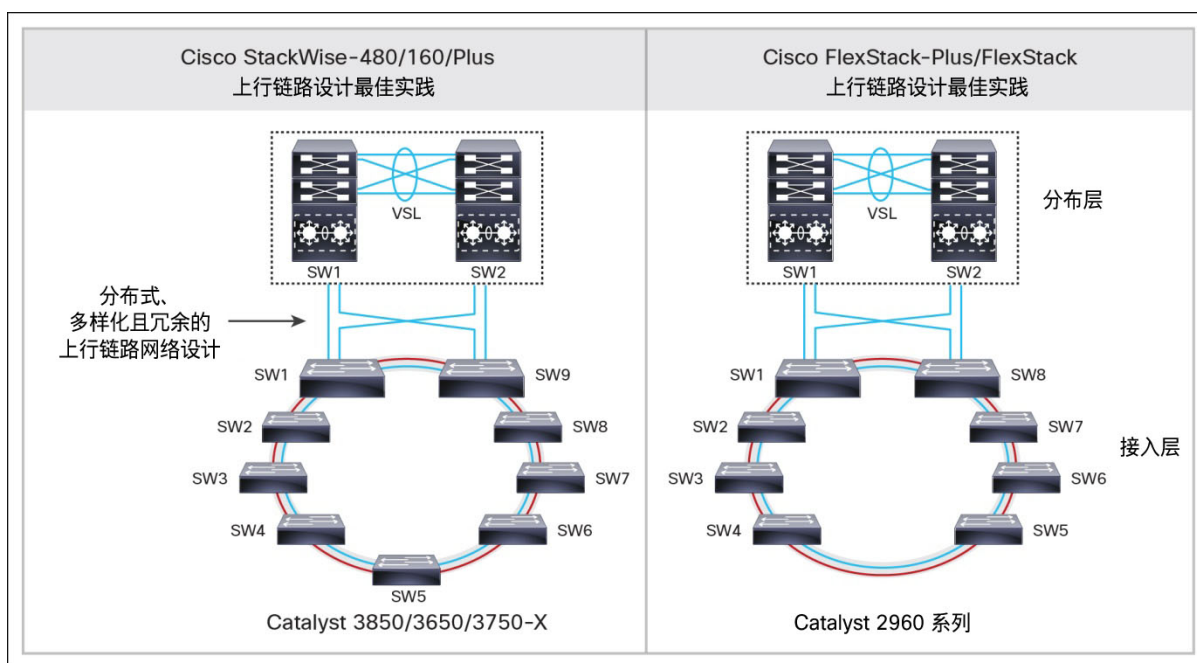 Cisco StackWise-480/160/Plus
上行链路设计最佳实践
Cisco FlexStack-Plus/FlexStack
上行链路设计最佳实践
VSL
SW1
SW2
分布式、
多样化且冗余的
上行链路网络设计
SW1
SW9
SW2
SW8
SW3
SW7
SW4
SW6
SW5
Catalyst 3850/3650/3750-X
VSL
分布层
SW1
SW2
SW1
SW8
SW2
SW7
接入层
SW3
SW6
SW4
SW5
Catalyst 2960 系列